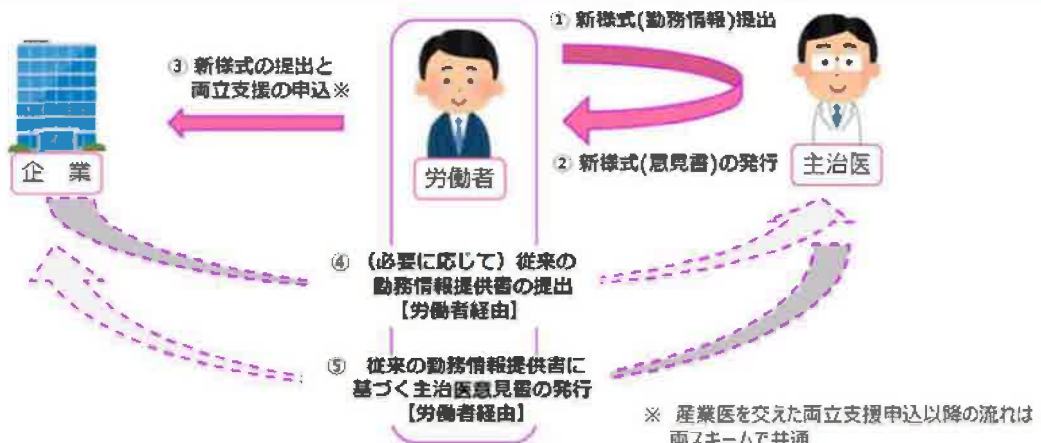 ① 新様式(勤務情報)提出
③ 新様式の提出と
両立支援の申込※
企 業
労働者
② 新様式(意見書)の発行
主治医
④ (必要に応じて)従来の
勤務情報提供書の提出
【労働者経由】
⑤ 従来の勤務情報提供書に
基づく主治医意見書の発行
【労働者経由】
※ 産業医を交えた両立支援申込以降の流れは
両スキームで共通